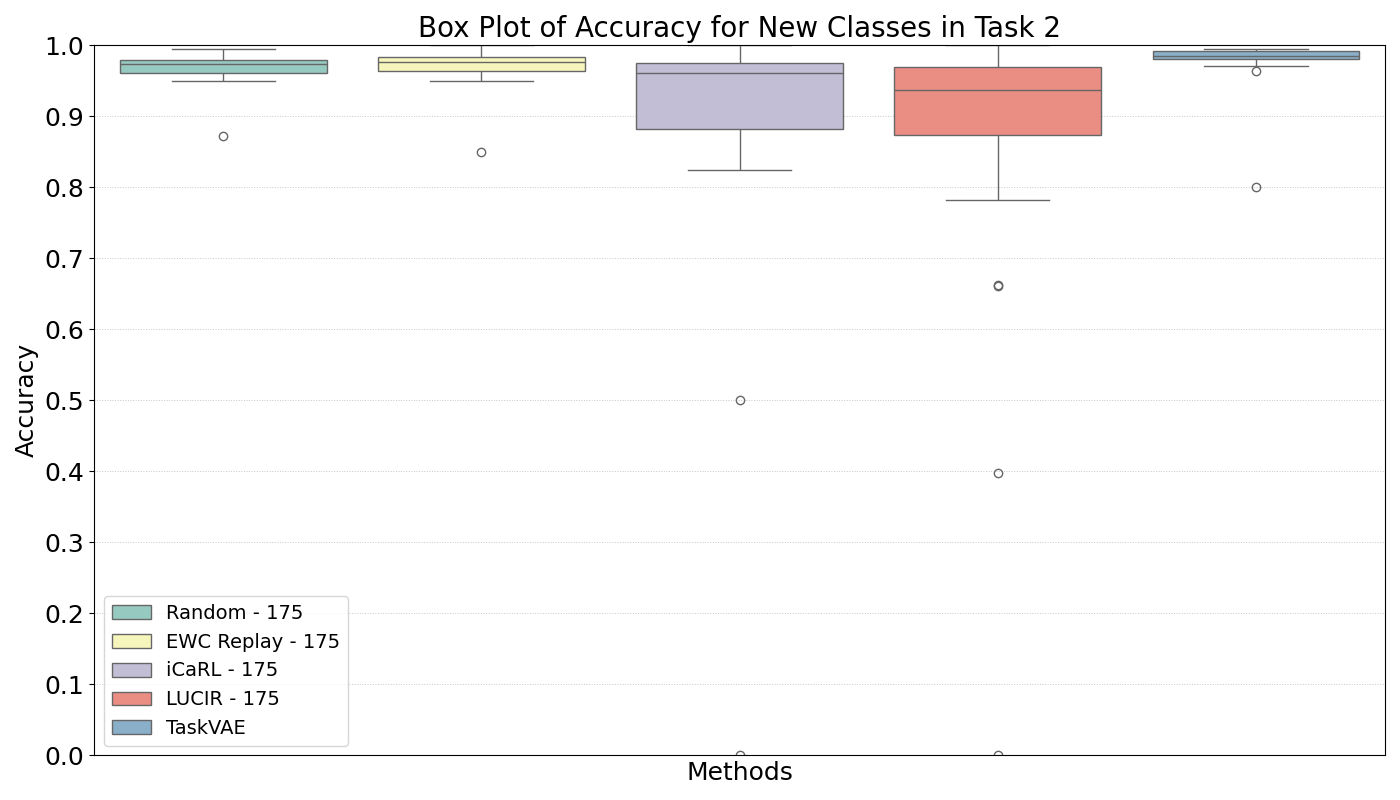 Box Plot of Accuracy for New Classes in Task 2
1.0
0.9
0.8
0.7
0.6
0.5
0.4
0.3
0.2
0.1
0.0
Accuracy
Random - 175
EWC Replay - 175
iCaRL - 175
LUCIR - 175
TaskVAE
Methods